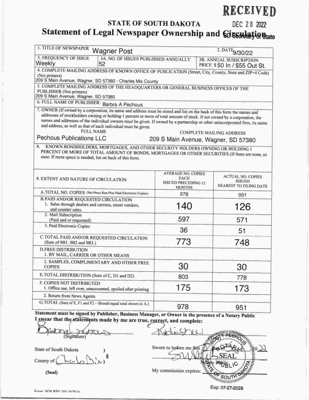 RECEIVED
DEC 28 2022
STATE OF SOUTH DAKOTA
Statement of Legal Newspaper Ownership and Circulation
1. TITLE OF NEWSPAPER Wagner Post
2. DATE 9/30/22
3. FREQUENCY OF ISSUE Weekly
3A. NO. OF ISSUES PUBLISHED ANNUALLY 52
3B. ANNUAL SUBSCRIPTION PRICE $ 50 In / $55 Out St.
4. COMPLETE MAILING ADDRESS OF KNOWN OFFICE OF PUBLICATION (Street, City, County, State and ZIP+4 Code) (Not printers)
209 S Main Avenue, Wagner, SD 57380 - Charles Mix County
5. COMPLETE MAILING ADDRESS OF THE HEADQUARTERS OR GENERAL BUSINESS OFFICES OF THE PUBLISHER (Not printers)
209 S Main Avenue, Wagner, SD 57380
6. FULL NAME OF PUBLISHER Barbra A Pechous
7. OWNER (If owned by a corporation, its name and address must be stated and list on the back of this form the names and addresses of stockholders owning or holding 1 percent or more of total amount of stock. If not owned by a corporation, the names and addresses of the individual owners must be given. If owned by a partnership or other unincorporated firm, its name and address, as well as that of each individual must be given.
FULL NAME COMPLETE MAILING ADDRESS
Pechous Publications LLC 209 S Main Avenue, Wagner, SD 57380
8. KNOWN BONDHOLDERS, MORTGAGES, AND OTHER SECURITY HOLDERS OWNING OR HOLDING 1 PERCENT OR MORE OF TOTAL AMOUNT OF BONDS, MORTGAGES OR OTHER SECURITIES (If there are none, so state. If more space is needed, list on back of this form).
9. EXTENT AND NATURE OF CIRCULATION
AVERAGE NO. COPIES EACH ISSUED PRECEDING 12 MONTHS
ACTUAL NO. COPIES ISSUED NEAREST TO FILING DATE
A. TOTAL NO. COPIES 978 951
B. PAID AND/OR REQUESTED CIRCULATION
1. Sales through dealers and carriers, street vendors, and counter sales. 140 126
2. Mail Subscription (Paid and or requested) 597 571
3. Paid Electronic Copies 36 51
C. TOTAL PAID AND/OR REQUESTED CIRCULATION (Sum of 9B1, 9B2 and 9B3.) 773 748
D. FREE DISTRIBUTION
1. BY MAIL, CARRIER OR OTHER MEANS
2. SAMPLES, COMPLIMENTARY AND OTHER FREE COPIES 30 30
E. TOTAL DISTRIBUTION (Sum of C, D1 and D2) 803 778
F. COPIES NOT DISTRIBUTED
1. Office use, left over, unaccounted, spoiled after printing 175 173
2. Return from News Agents.
G. TOTAL (Sum of E, F1 and F2 - Should equal total shown in A.) 978 951
Statement must be signed by Publisher, Business Manager, or Owner in the presence of a Notary Public
I swear that the statements made by me are true, correct, and complete:
(Signature)
State of South Dakota )
County of Charles Mix )
Sworn to before me this
SEAL
My commission expires:
Exp: 07-27-2028